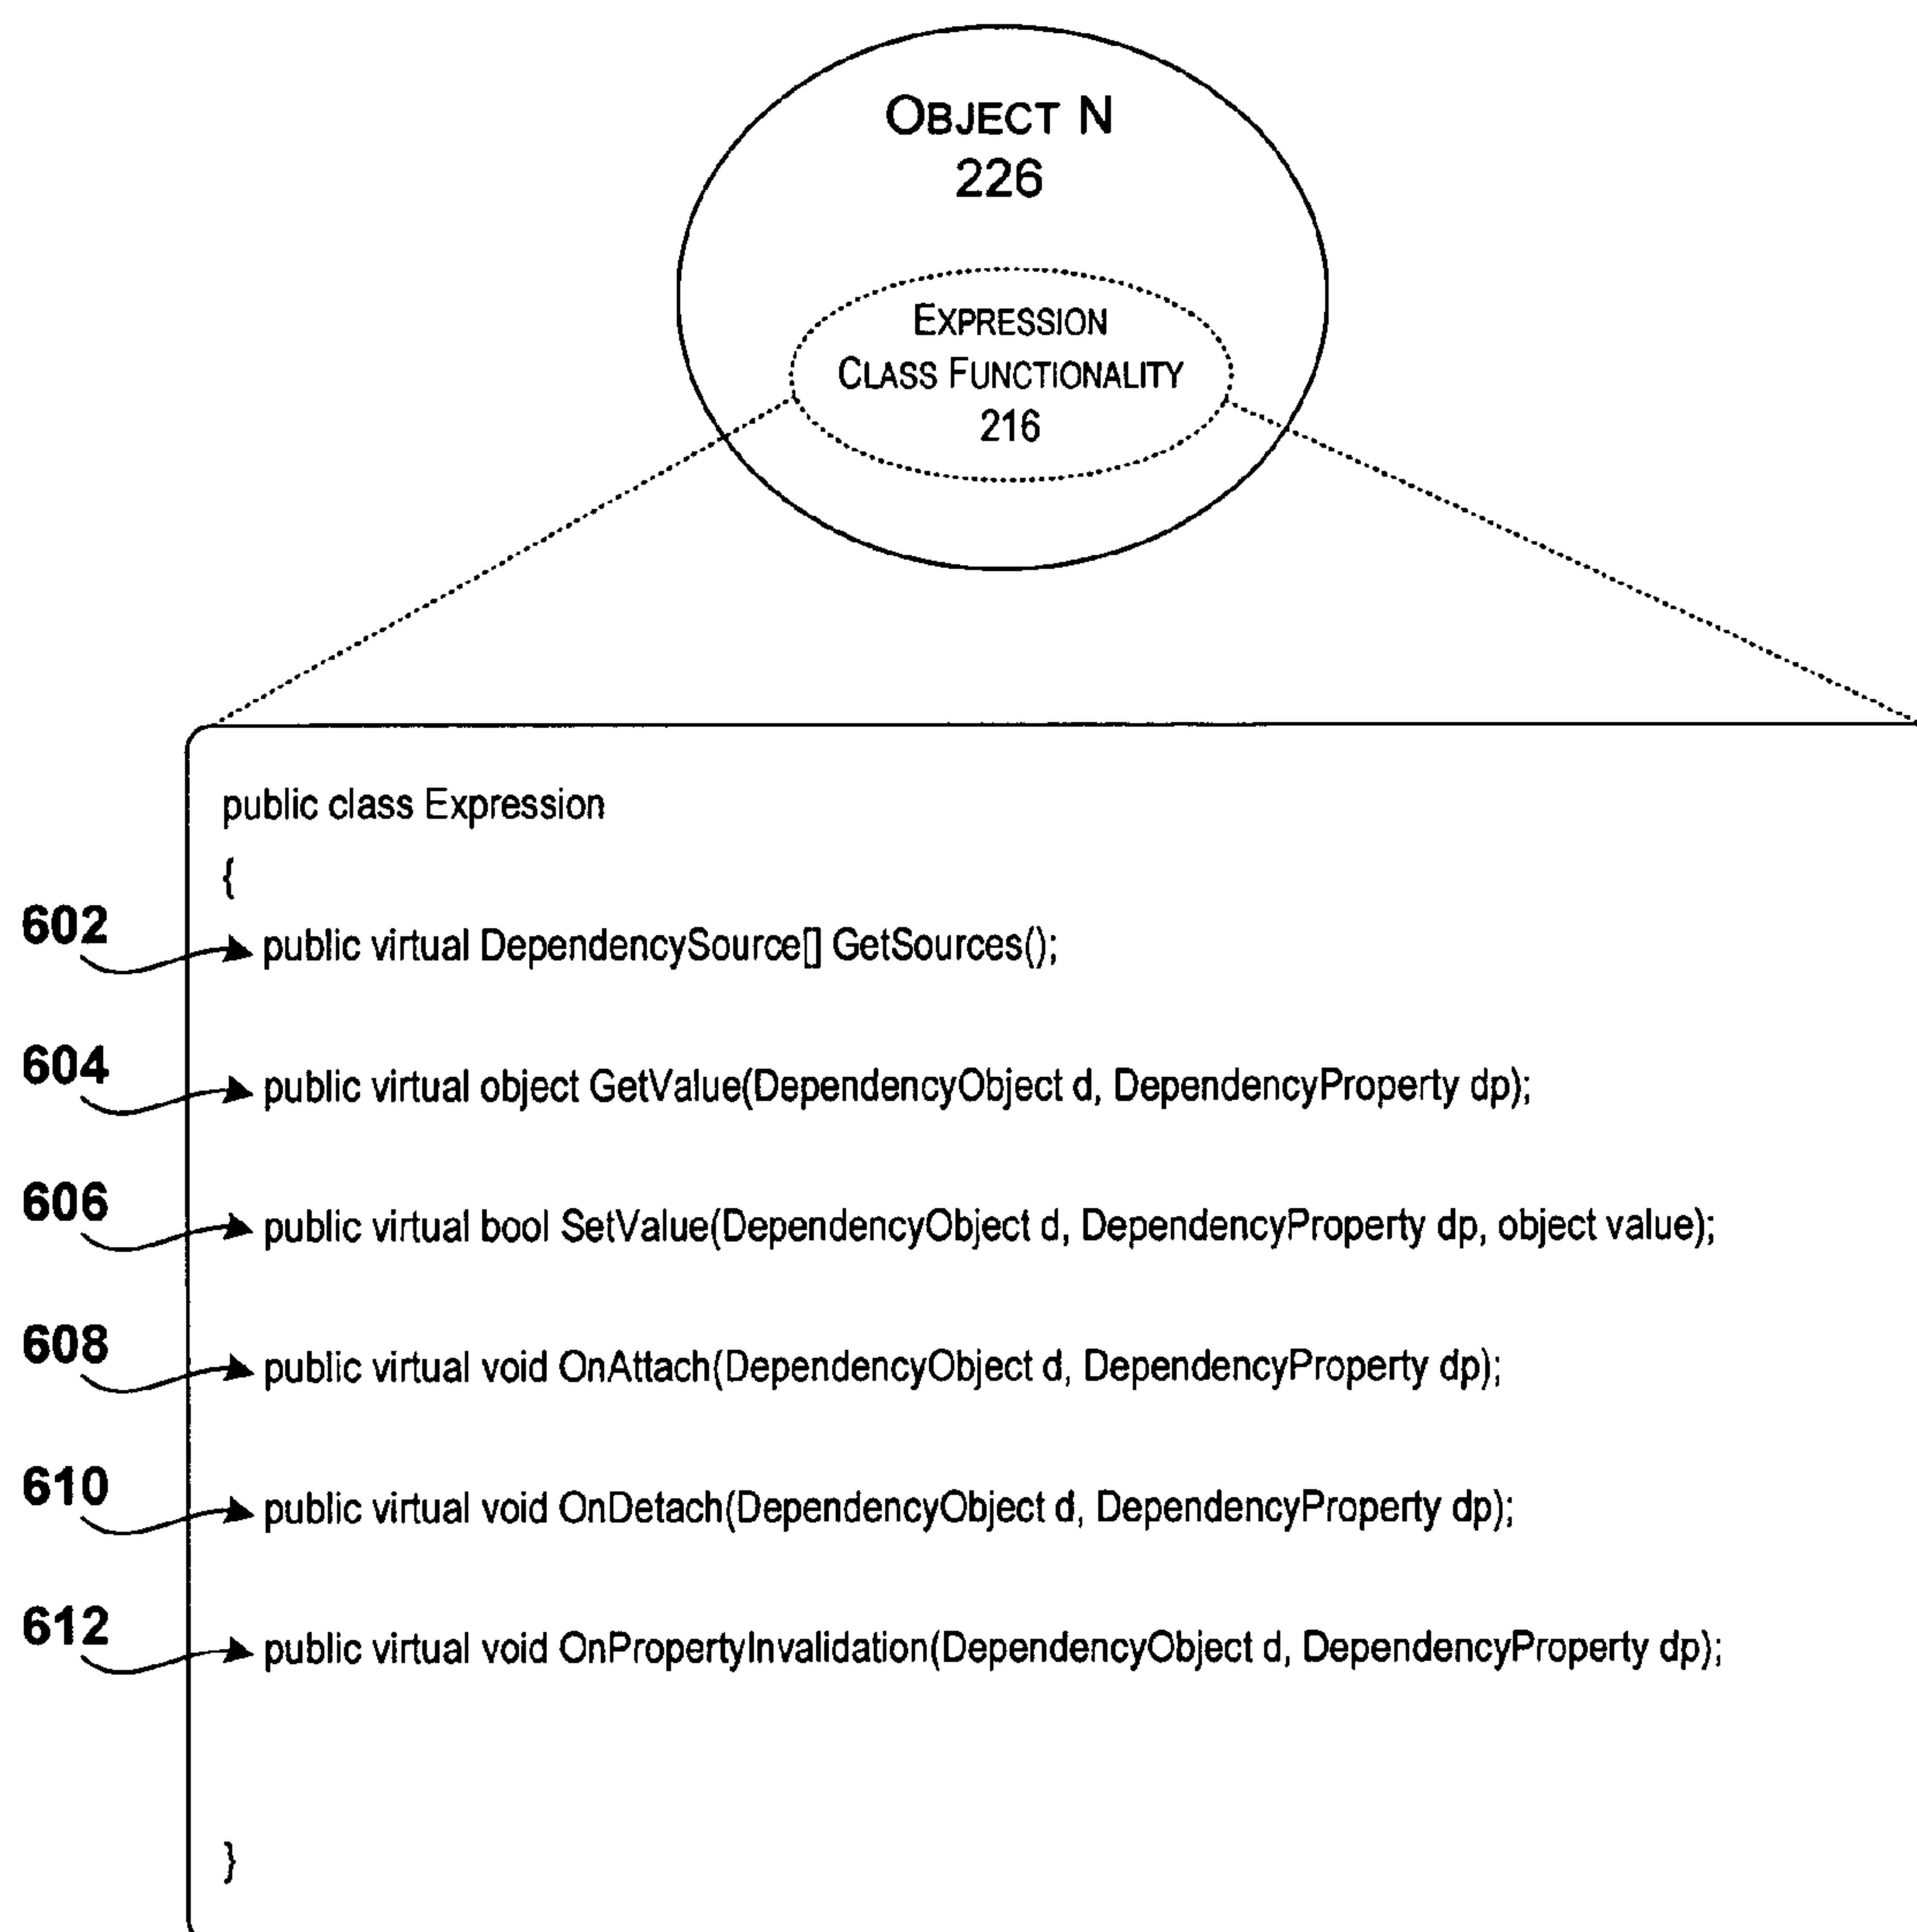 OBJECT N
226
EXPRESSION
CLASS FUNCTIONALITY
216
public class Expression
{
602
public virtual DependencySource[] GetSources();
604
public virtual object GetValue(DependencyObject d, DependencyProperty dp);
606
public virtual bool SetValue(DependencyObject d, DependencyProperty dp, object value);
608
public virtual void OnAttach(DependencyObject d, DependencyProperty dp);
610
public virtual void OnDetach(DependencyObject d, DependencyProperty dp);
612
public virtual void OnPropertyInvalidation(DependencyObject d, DependencyProperty dp);
}